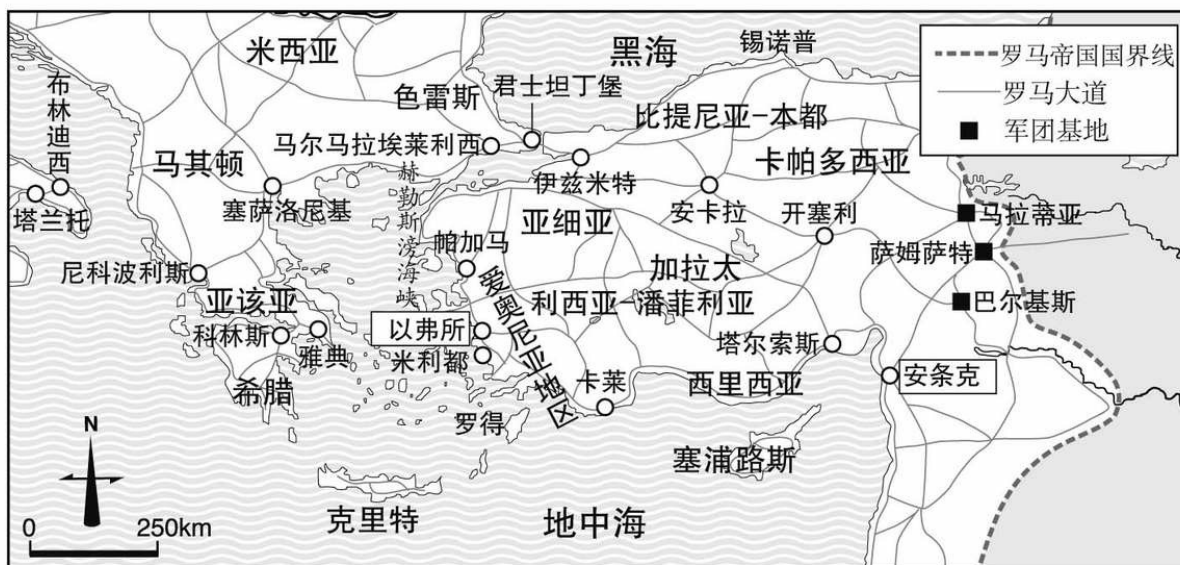 米西亚
黑海
锡诺普
罗马帝国国界线
罗马大道
军团基地
布林迪西
色雷斯
君士坦丁堡
比提尼亚-本都
马尔马拉埃莱利西
马其顿
卡帕多西亚
赫勒斯滂海峡
伊兹米特
塔兰托
塞萨洛尼基
亚细亚
安卡拉
开塞利
马拉蒂亚
帕加马
萨姆萨特
尼科波利斯
加拉太
爱奥尼亚地区
亚该亚
利西亚-潘菲利亚
巴尔基斯
科林斯
以弗所
雅典
米利都
塔尔索斯
希腊
卡莱
西里西亚
安条克
罗得
N
塞浦路斯
克里特
地中海
0
250km